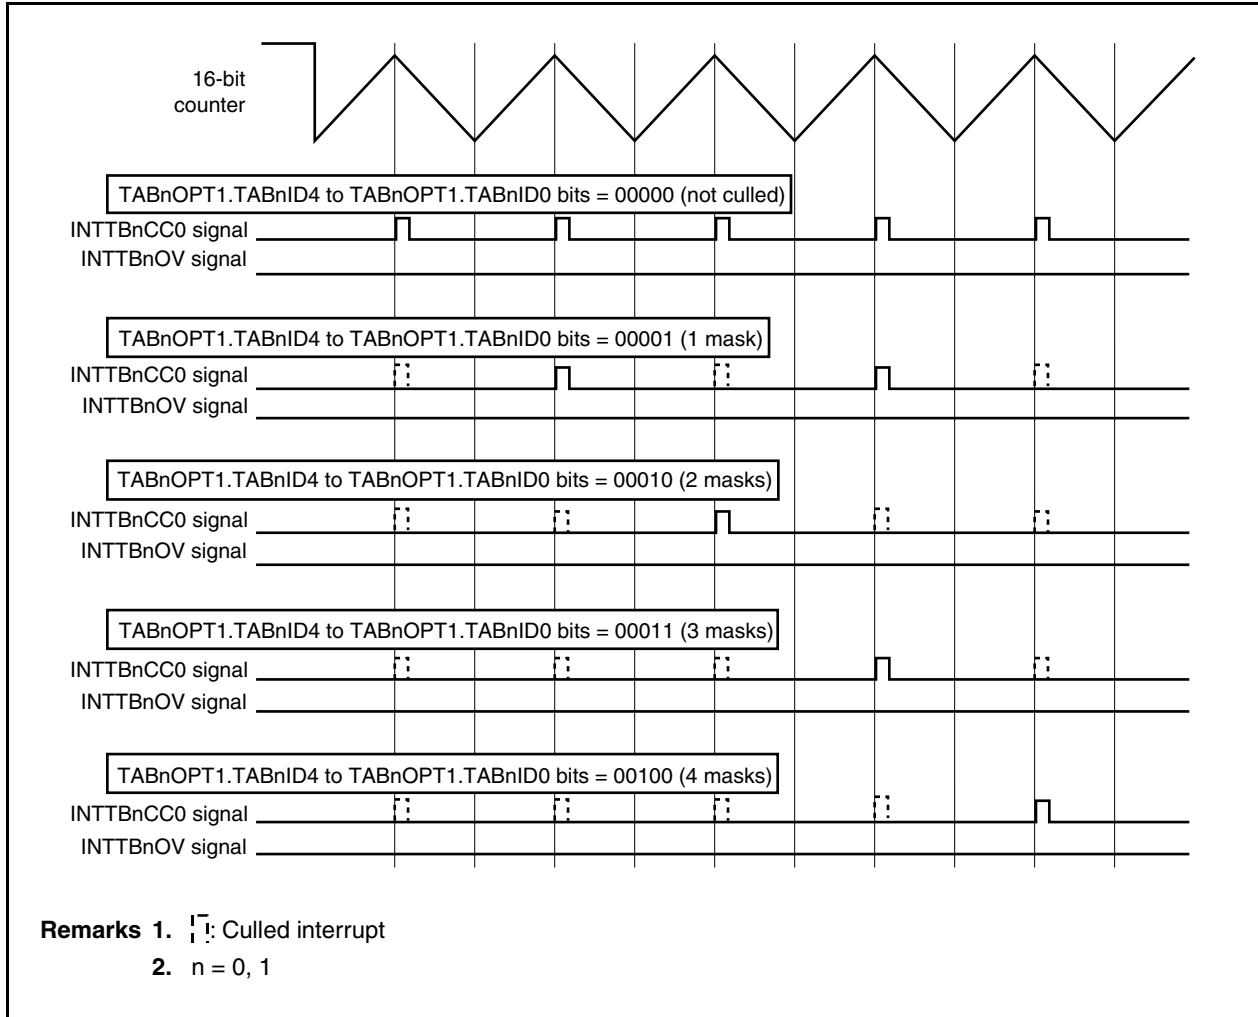 16-bit
counter
TABnOPT1.TABnID4 to TABnOPT1.TABnID0 bits = 00000 (not culled)
INTTBnCC0 signal
INTTBnOV signal
TABnOPT1.TABnID4 to TABnOPT1.TABnID0 bits = 00001 (1 mask)
INTTBnCC0 signal
INTTBnOV signal
TABnOPT1.TABnID4 to TABnOPT1.TABnID0 bits = 00010 (2 masks)
INTTBnCC0 signal
INTTBnOV signal
TABnOPT1.TABnID4 to TABnOPT1.TABnID0 bits = 00011 (3 masks)
INTTBnCC0 signal
INTTBnOV signal
TABnOPT1.TABnID4 to TABnOPT1.TABnID0 bits = 00100 (4 masks)
INTTBnCC0 signal
INTTBnOV signal
Remarks 1. : Culled interrupt
2. n = 0, 1